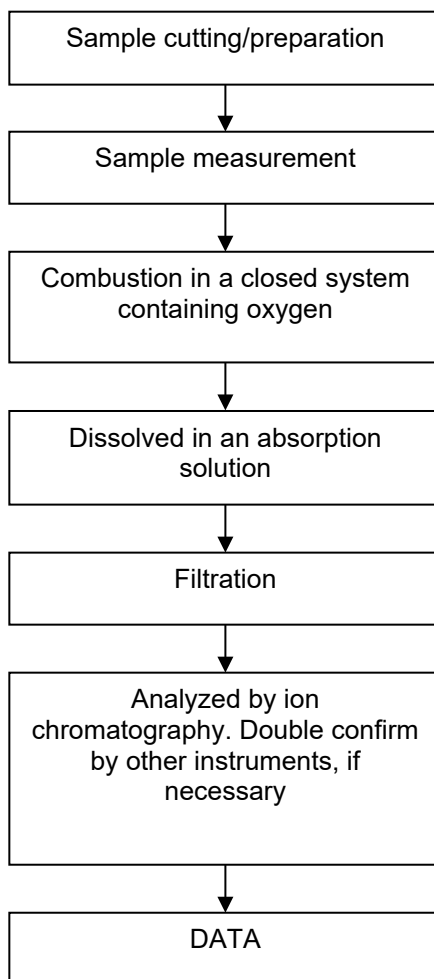 Sample cutting/preparation
Sample measurement
Combustion in a closed system
containing oxygen
Dissolved in an absorption
solution
Filtration
Analyzed by ion
chromatography. Double confirm
by other instruments, if
necessary
DATA